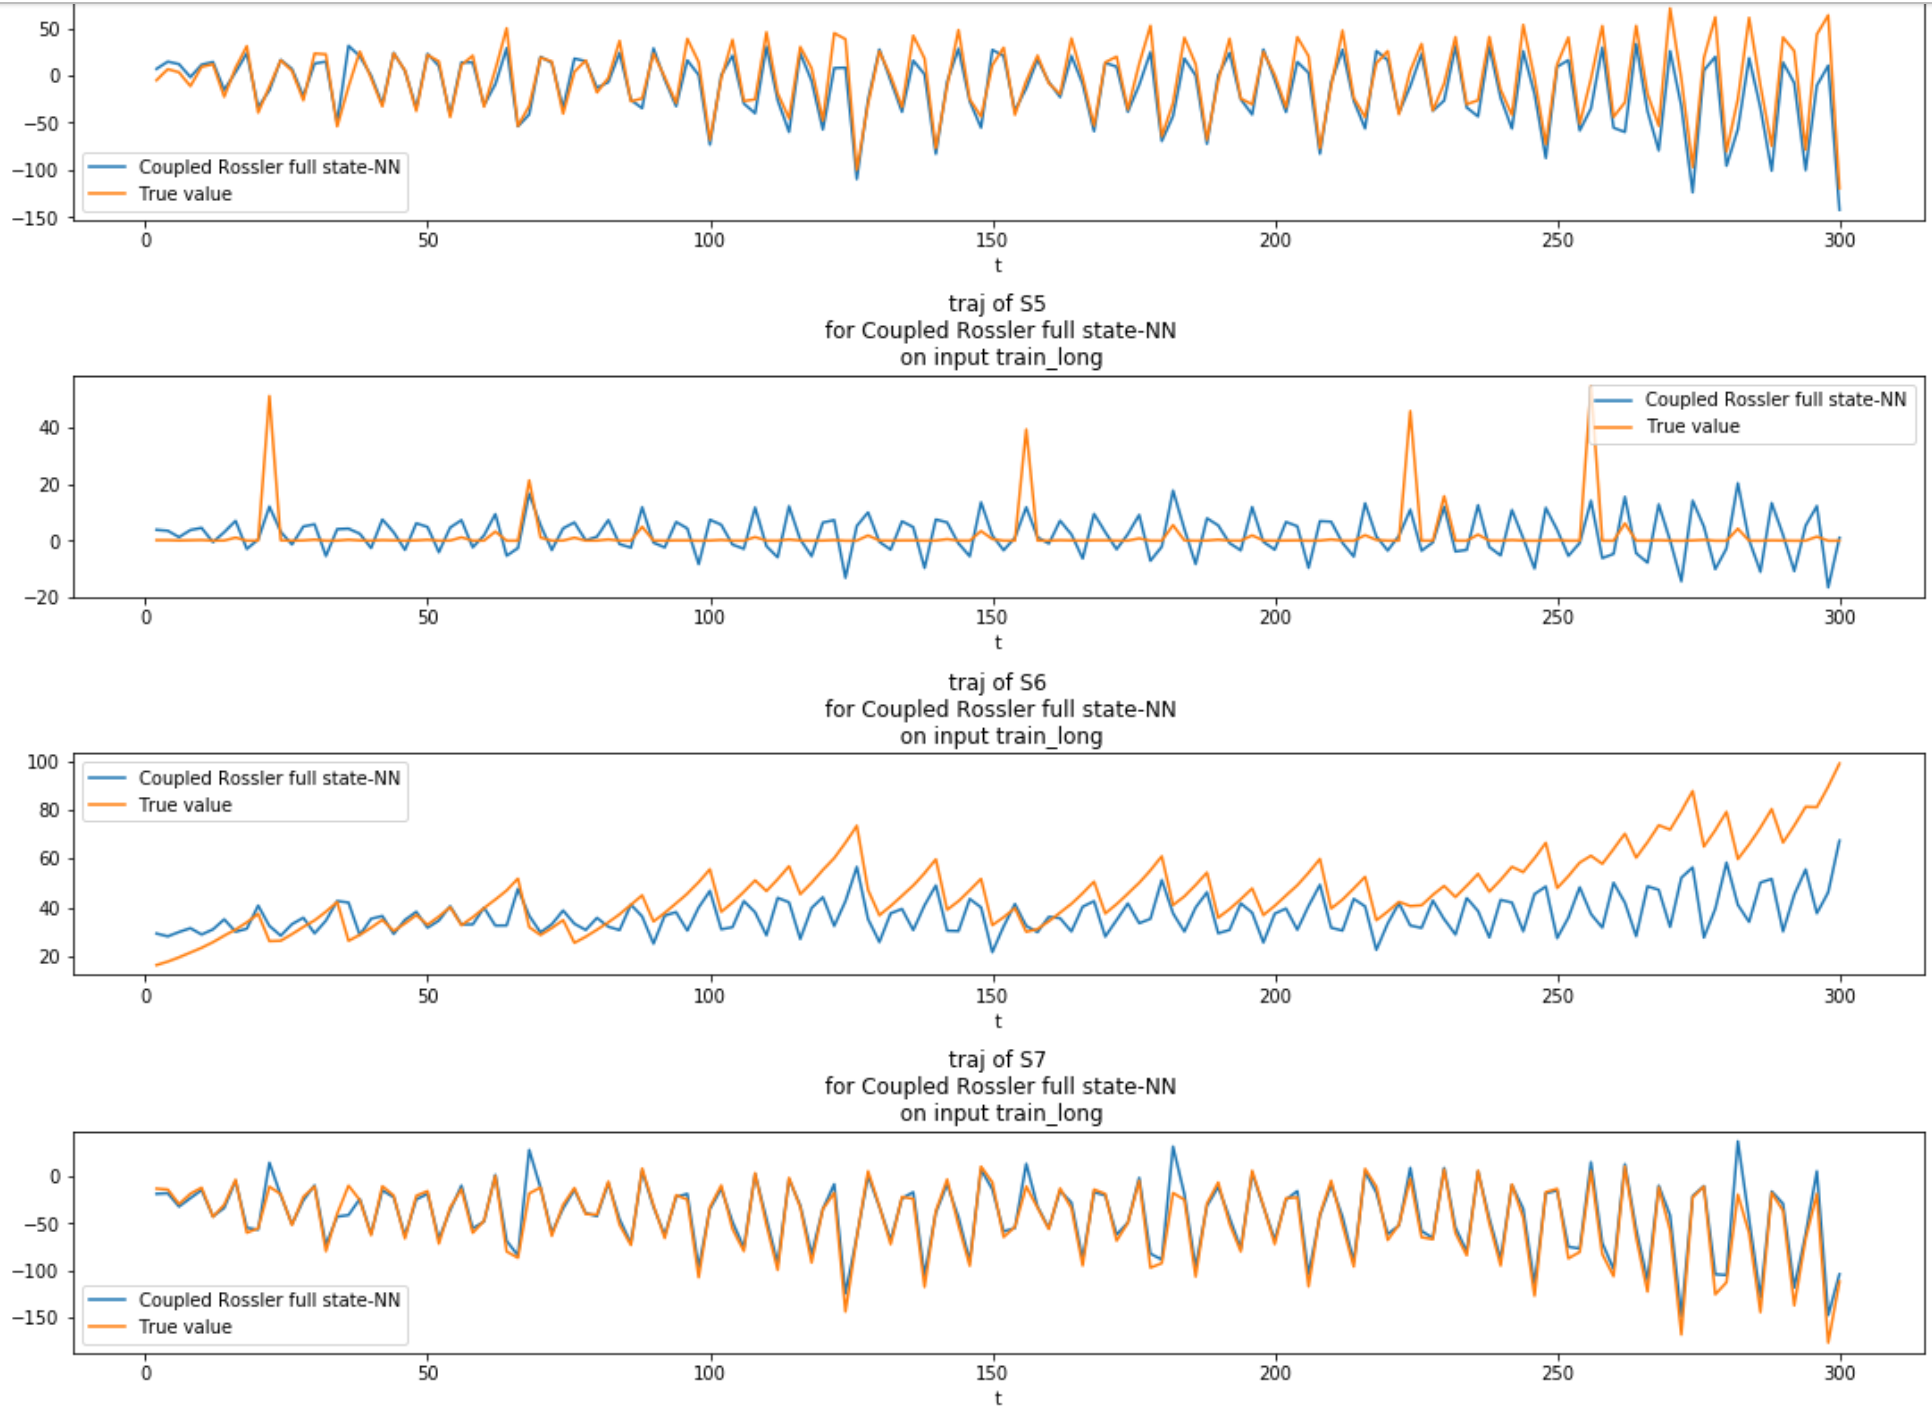 50
0
−50
−100
−150
Coupled Rossler full state-NN
True value
0 50 100 150 200 250 300
t
traj of S5
for Coupled Rossler full state-NN
on input train_long
40
20
0
−20
Coupled Rossler full state-NN
True value
0 50 100 150 200 250 300
t
traj of S6
for Coupled Rossler full state-NN
on input train_long
100
80
60
40
20
Coupled Rossler full state-NN
True value
0 50 100 150 200 250 300
t
traj of S7
for Coupled Rossler full state-NN
on input train_long
0
−50
−100
−150
Coupled Rossler full state-NN
True value
0 50 100 150 200 250 300
t